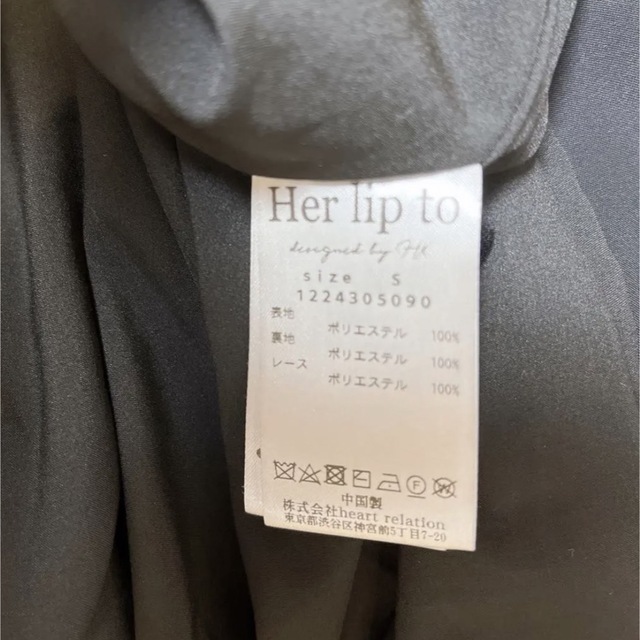 Her lip to
designed by
size S
1224305090
表地 ポリエステル 100%
裏地 ポリエステル 100%
レース ポリエステル 100%
中国製
株式会社heart relation
東京都渋谷区神宮前5丁目7-20